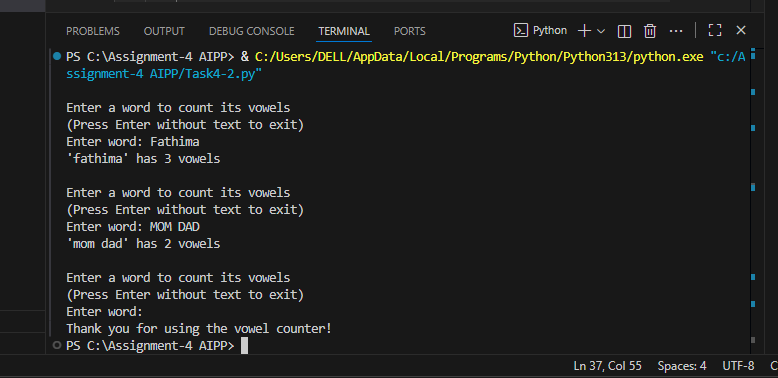 PROBLEMS OUTPUT DEBUG CONSOLE TERMINAL PORTS Python
PS C:\Assignment-4 AIPP> & C:/Users/DELL/AppData/Local/Programs/Python/Python313/python.exe "c:/A
ssignment-4 AIPP/Task4-2.py"
Enter a word to count its vowels
(Press Enter without text to exit)
Enter word: Fathima
'fathima' has 3 vowels
Enter a word to count its vowels
(Press Enter without text to exit)
Enter word: MOM DAD
'mom dad' has 2 vowels
Enter a word to count its vowels
(Press Enter without text to exit)
Enter word:
Thank you for using the vowel counter!
PS C:\Assignment-4 AIPP>
Ln 37, Col 55 Spaces: 4 UTF-8 C